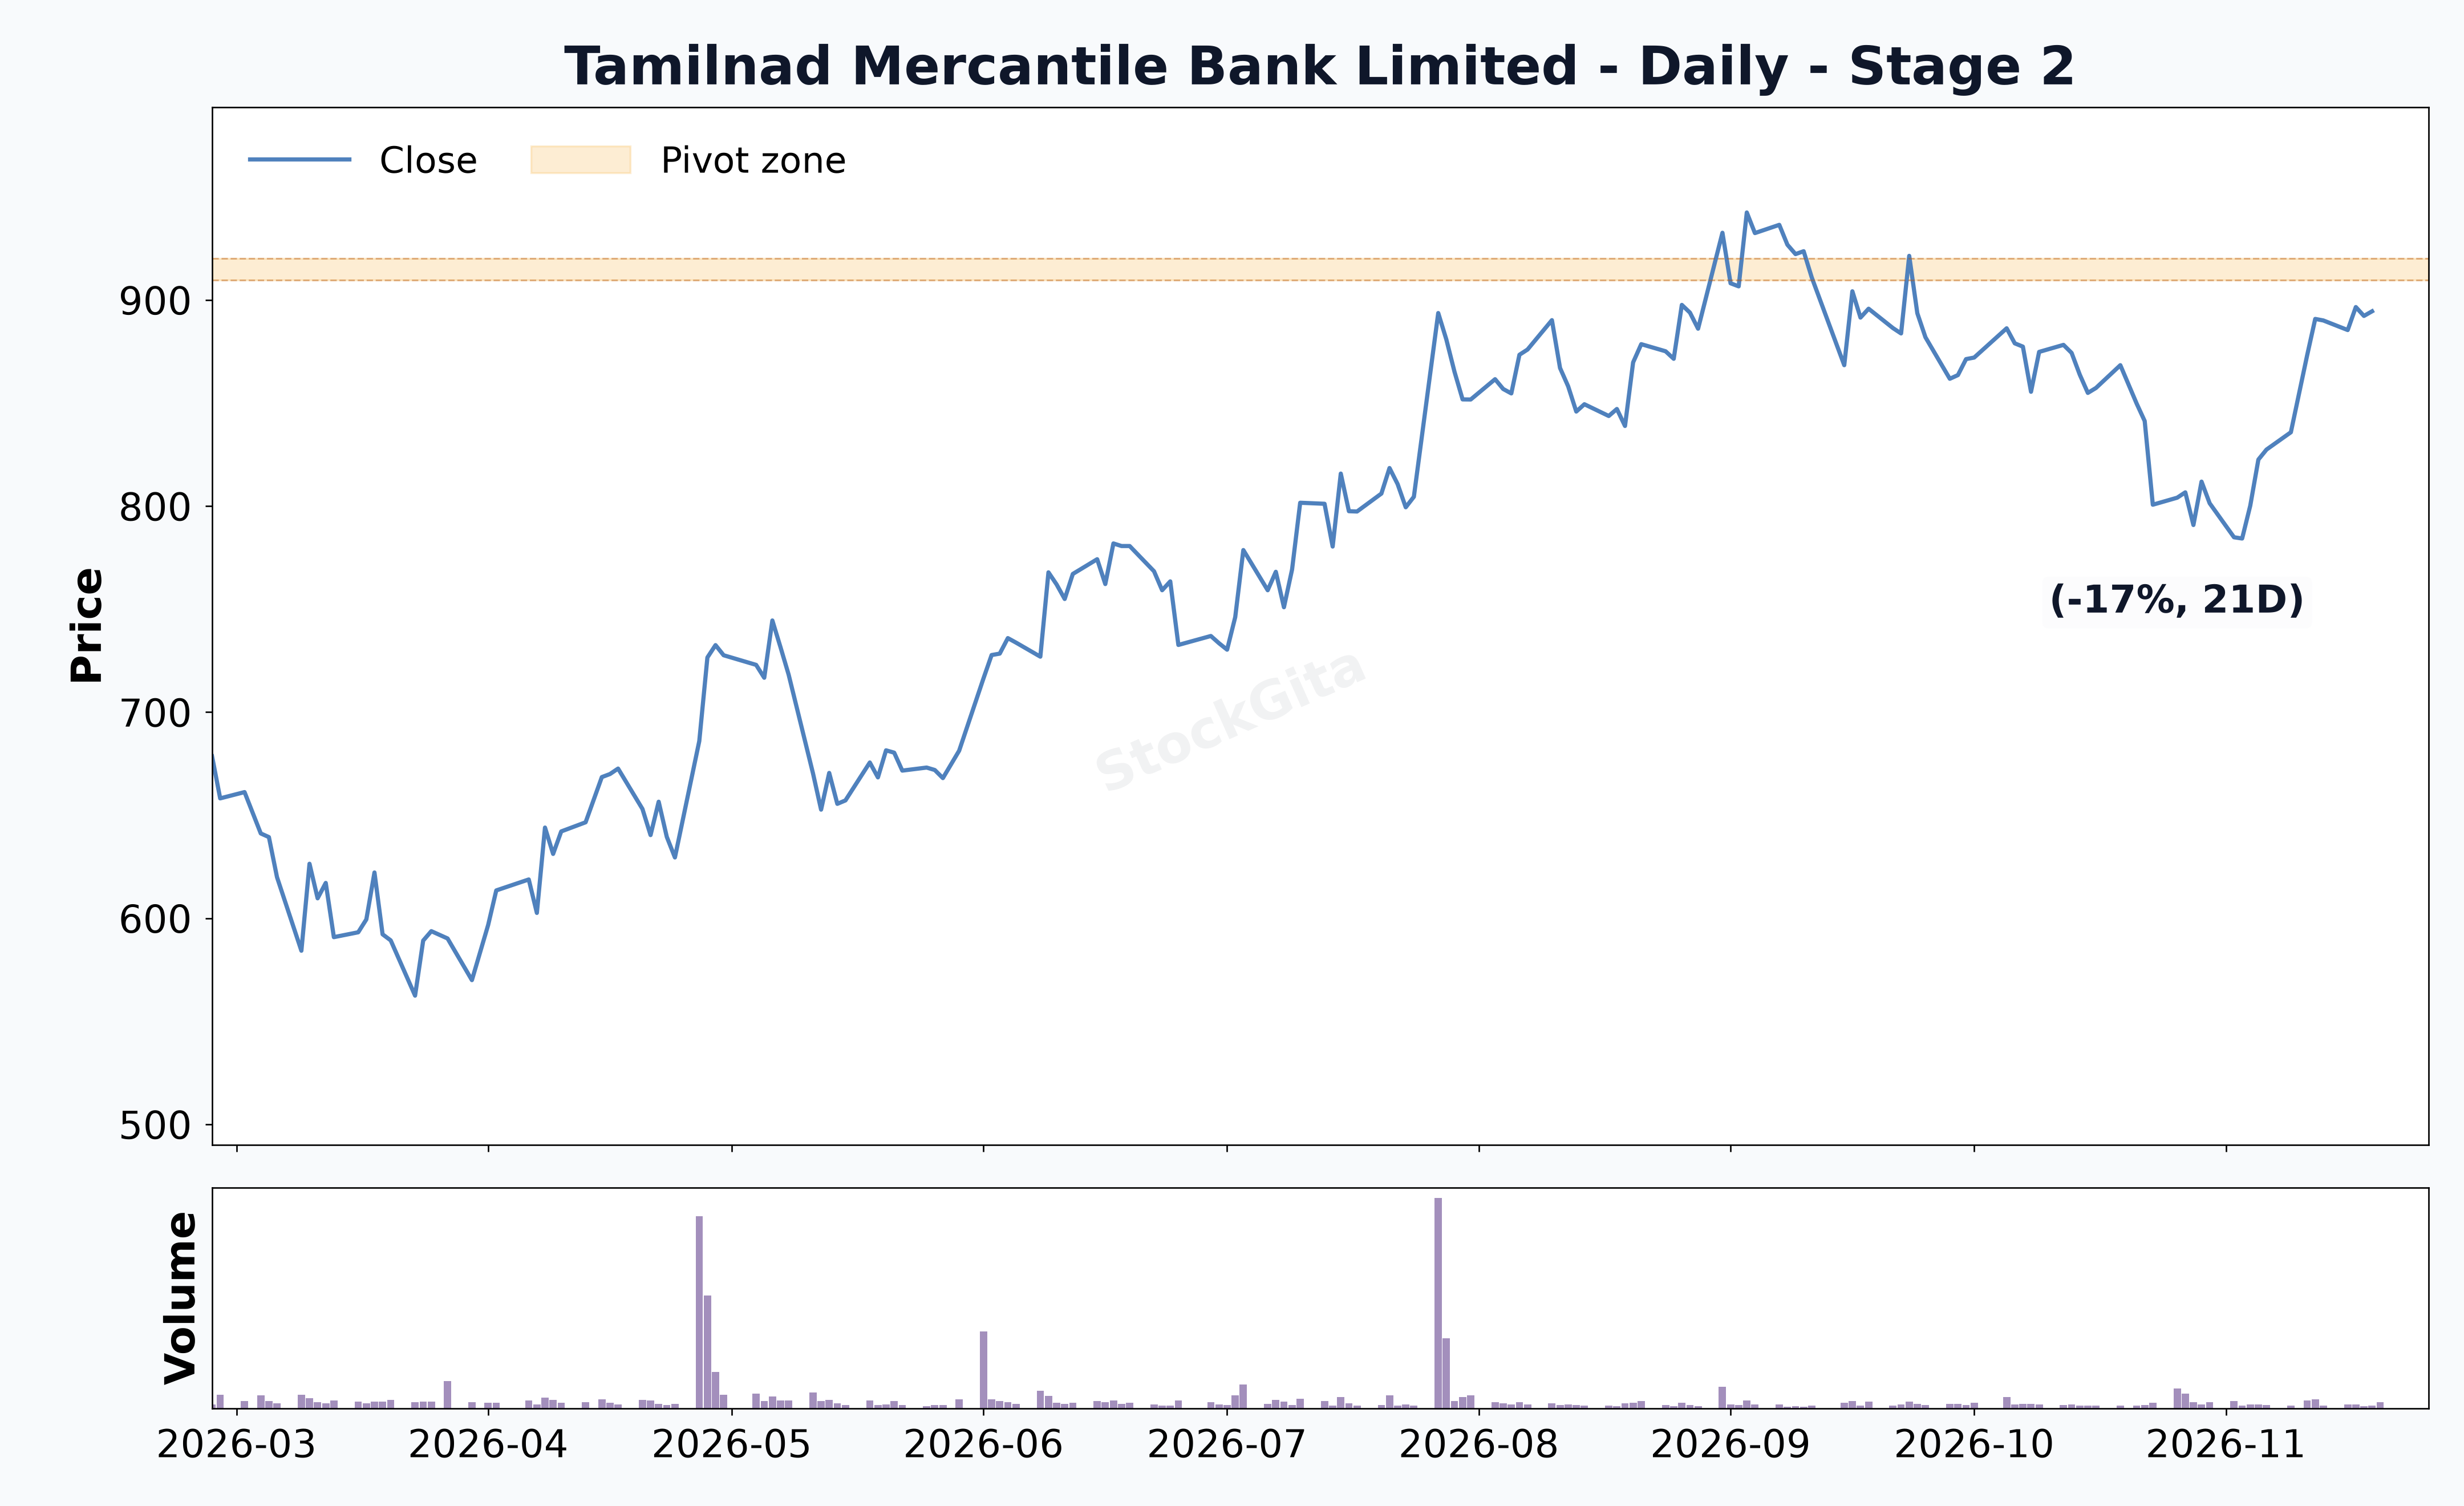 Tamilnad Mercantile Bank Limited - Daily - Stage 2
Close
Pivot zone
Price
900
800
700
600
500
(-17%, 21D)
StockGita
Volume
2026-03
2026-04
2026-05
2026-06
2026-07
2026-08
2026-09
2026-10
2026-11